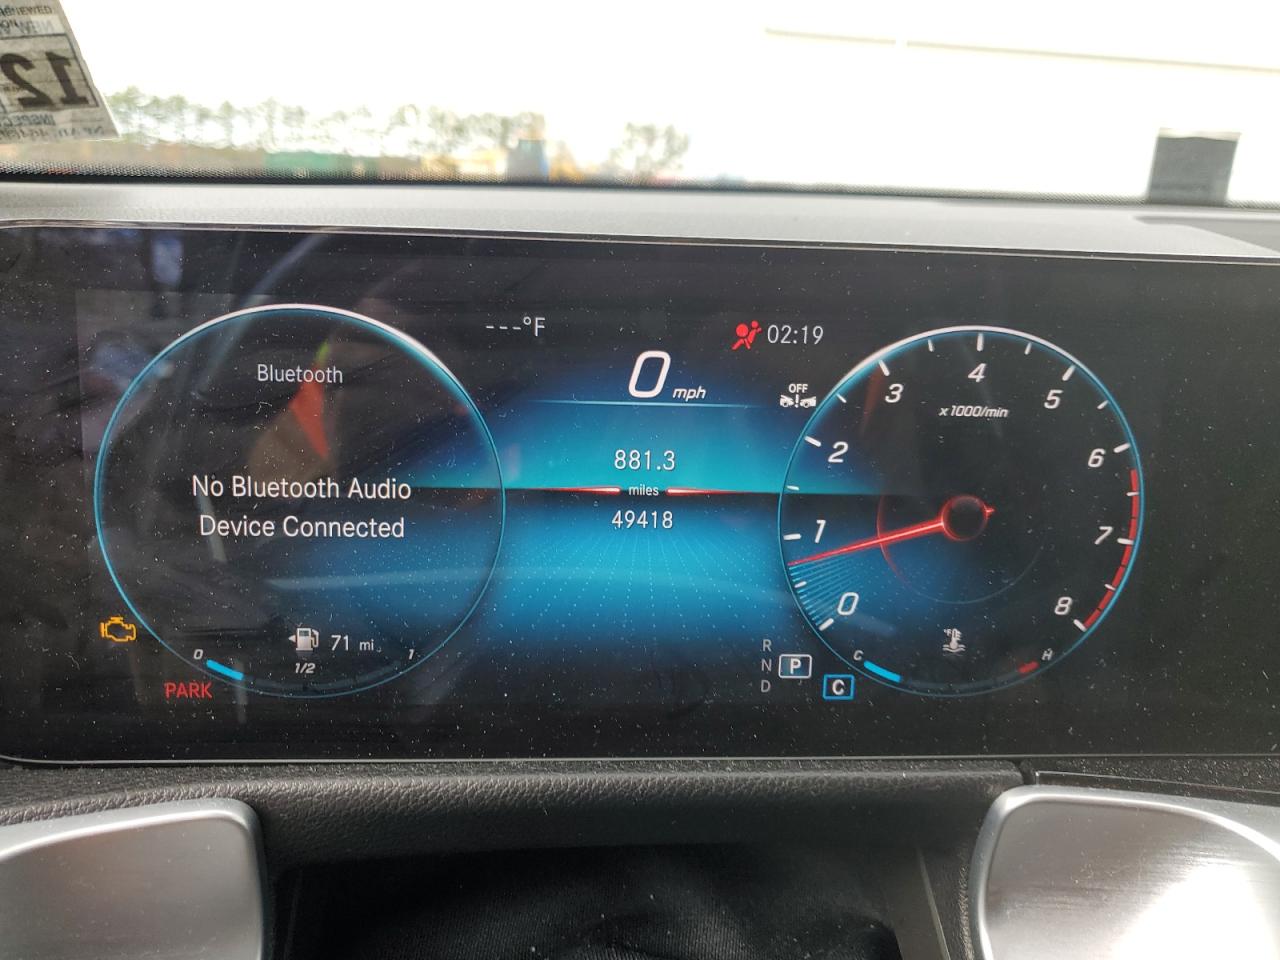 12
---°F
02:19
0 mph
OFF
Bluetooth
No Bluetooth Audio
Device Connected
881.3
miles
49418
0
1
2
3
4
5
6
7
8
x1000/min
71 mi
0
1/2
1
PARK
R
N
P
D
C
C
°F
H